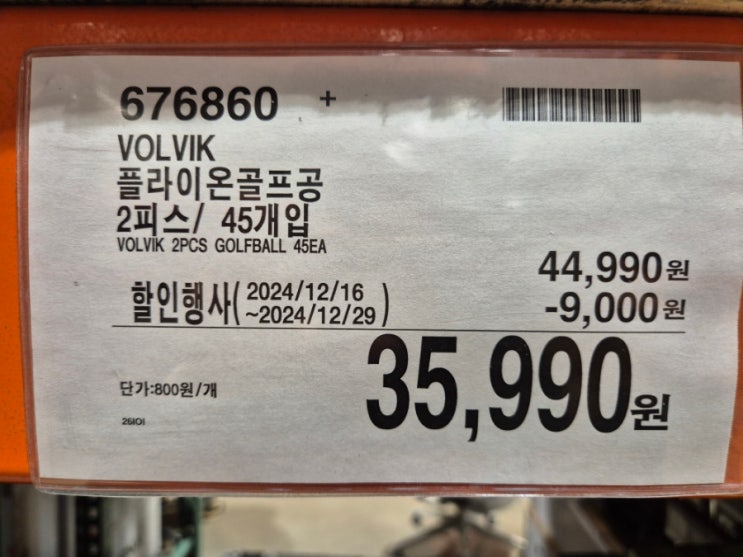 676860 +
VOLVIK
플라이온골프공
2피스/ 45개입
VOLVIK 2PCS GOLFBALL 45EA
44,990원
할인행사(2024/12/16
~2024/12/29)
-9,000원
35,990원
단가:800원/개